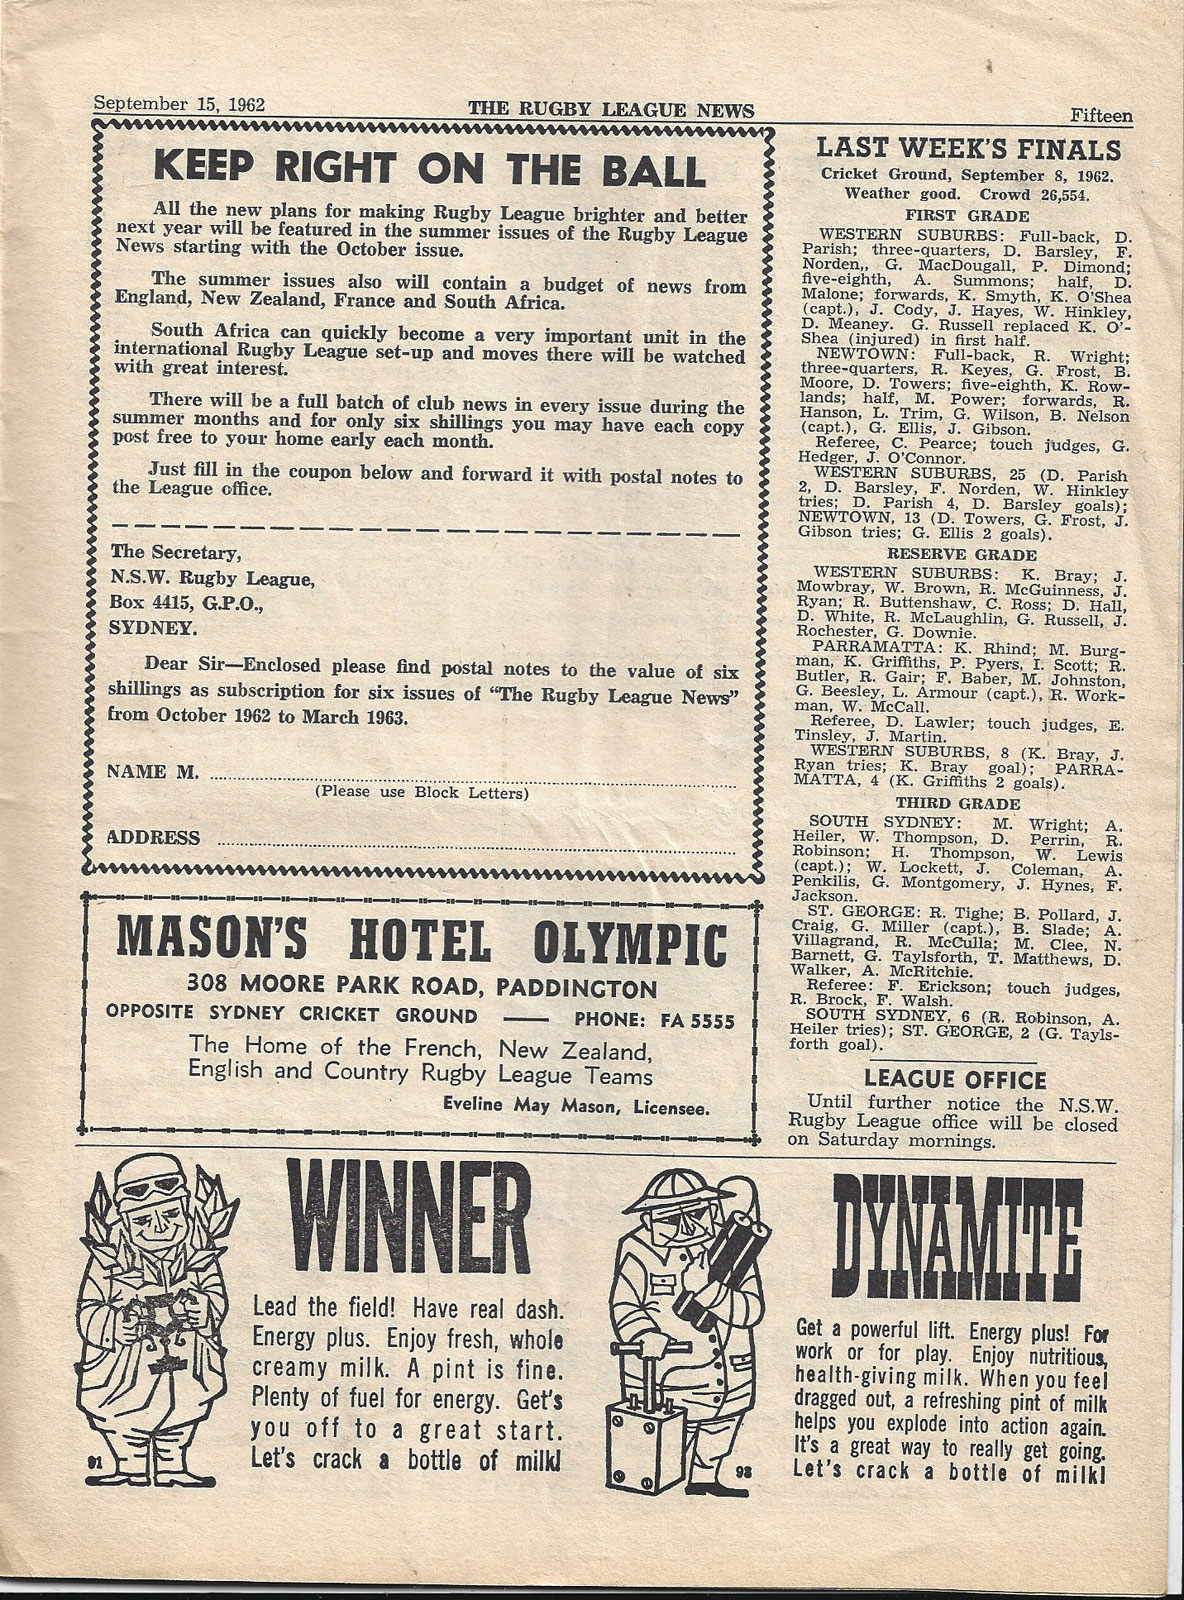 September 15, 1962 THE RUGBY LEAGUE NEWS Fifteen
KEEP RIGHT ON THE BALL
All the new plans for making Rugby League brighter and better
next year will be featured in the summer issues of the Rugby League
News starting with the October issue.
The summer issues also will contain a budget of news from
England, New Zealand, France and South Africa.
South Africa can quickly become a very important unit in the
international Rugby League set-up and moves there will be watched
with great interest.
There will be a full batch of club news in every issue during the
summer months and for only six shillings you may have each copy
post free to your home early each month.
Just fill in the coupon below and forward it with postal notes to
the League office.
The Secretary,
N.S.W. Rugby League,
Box 4415, G.P.O.,
SYDNEY.
Dear Sir—Enclosed please find postal notes to the value of six
shillings as subscription for six issues of "The Rugby League News"
from October 1962 to March 1963.
NAME M.
(Please use Block Letters)
ADDRESS
MASON'S HOTEL OLYMPIC
308 MOORE PARK ROAD, PADDINGTON
OPPOSITE SYDNEY CRICKET GROUND — PHONE: FA 5555
The Home of the French, New Zealand,
English and Country Rugby League Teams
Eveline May Mason, Licensee.
LAST WEEK'S FINALS
Cricket Ground, September 8, 1962.
Weather good. Crowd 26,554.
FIRST GRADE
WESTERN SUBURBS: Full-back, D.
Parish; three-quarters, D. Barsley, F.
Norden,, G. MacDougall, P. Dimond;
five-eighth, A. Summons; half, D.
Malone; forwards, K. Smyth, K. O'Shea
(capt.), J. Cody, J. Hayes, W. Hinkley,
D. Meaney. G. Russell replaced K. O'-
Shea (injured) in first half.
NEWTOWN: Full-back, R. Wright;
three-quarters, R. Keyes, G. Frost, B.
Moore, D. Towers; five-eighth, K. Row-
lands; half, M. Power; forwards, R.
Hanson, L. Trim, G. Wilson, B. Nelson
(capt.), G. Ellis, J. Gibson.
Referee, C. Pearce; touch judges, G.
Hedger, J. O'Connor.
WESTERN SUBURBS, 25 (D. Parish
2, D. Barsley, F. Norden, W. Hinkley
tries; D. Parish 4, D. Barsley goals);
NEWTOWN, 13 (D. Towers, G. Frost, J.
Gibson tries; G. Ellis 2 goals).
RESERVE GRADE
WESTERN SUBURBS: K. Bray; J.
Mowbray, W. Brown, R. McGuinness, J.
Ryan; R. Buttenshaw, C. Ross; D. Hall,
D. White, R. McLaughlin, G. Russell, J.
Rochester, G. Downie.
PARRAMATTA: K. Rhind; M. Burg-
man, K. Griffiths, P. Pyers, I. Scott; R.
Butler, R. Gair; F. Baber, M. Johnston,
G. Beesley, L. Armour (capt.), R. Work-
man, W. McCall.
Referee, D. Lawler; touch judges, E.
Tinsley, J. Martin.
WESTERN SUBURBS, 8 (K. Bray, J.
Ryan tries; K. Bray goal); PARRA-
MATTA, 4 (K. Griffiths 2 goals).
THIRD GRADE
SOUTH SYDNEY: M. Wright; A.
Heiler, W. Thompson, D. Perrin, R.
Robinson; H. Thompson, W. Lewis
(capt.); W. Lockett, J. Coleman, A.
Penkilis, G. Montgomery, J. Hynes, F.
Jackson.
ST. GEORGE: R. Tighe; B. Pollard, J.
Craig, G. Miller (capt.), B. Slade; A.
Villagrand, R. McCulla; M. Clee, N.
Barnett, G. Taylsforth, T. Matthews, D.
Walker, A. McRitchie.
Referee: F. Erickson; touch judges,
R. Brock, F. Walsh.
SOUTH SYDNEY, 6 (R. Robinson, A.
Heiler tries); ST. GEORGE, 2 (G. Tayls-
forth goal).
LEAGUE OFFICE
Until further notice the N.S.W.
Rugby League office will be closed
on Saturday mornings.
WINNER
Lead the field! Have real dash.
Energy plus. Enjoy fresh, whole
creamy milk. A pint is fine.
Plenty of fuel for energy. Get's
you off to a great start.
Let's crack a bottle of milk!
91
DYNAMITE
Get a powerful lift. Energy plus! For
work or for play. Enjoy nutritious,
health-giving milk. When you feel
dragged out, a refreshing pint of milk
helps you explode into action again.
It's a great way to really get going.
Let's crack a bottle of milk!
98